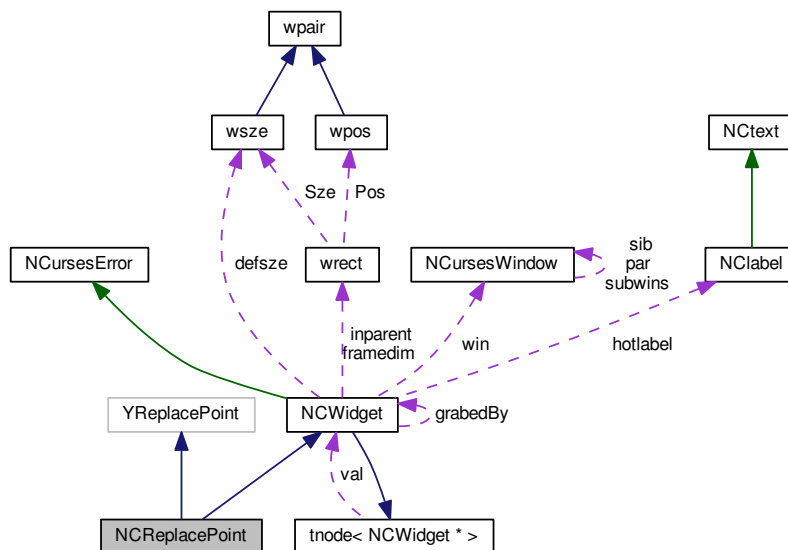 wpair
wsze
wpos
NCtext
Sze
Pos
NCursesError
defsze
wrect
NCursesWindow
sib
par
subwins
NClabel
inparent
framedim
win
hotlabel
YReplacePoint
NCWidget
grabedBy
val
NCReplacePoint
tnode< NCWidget * >